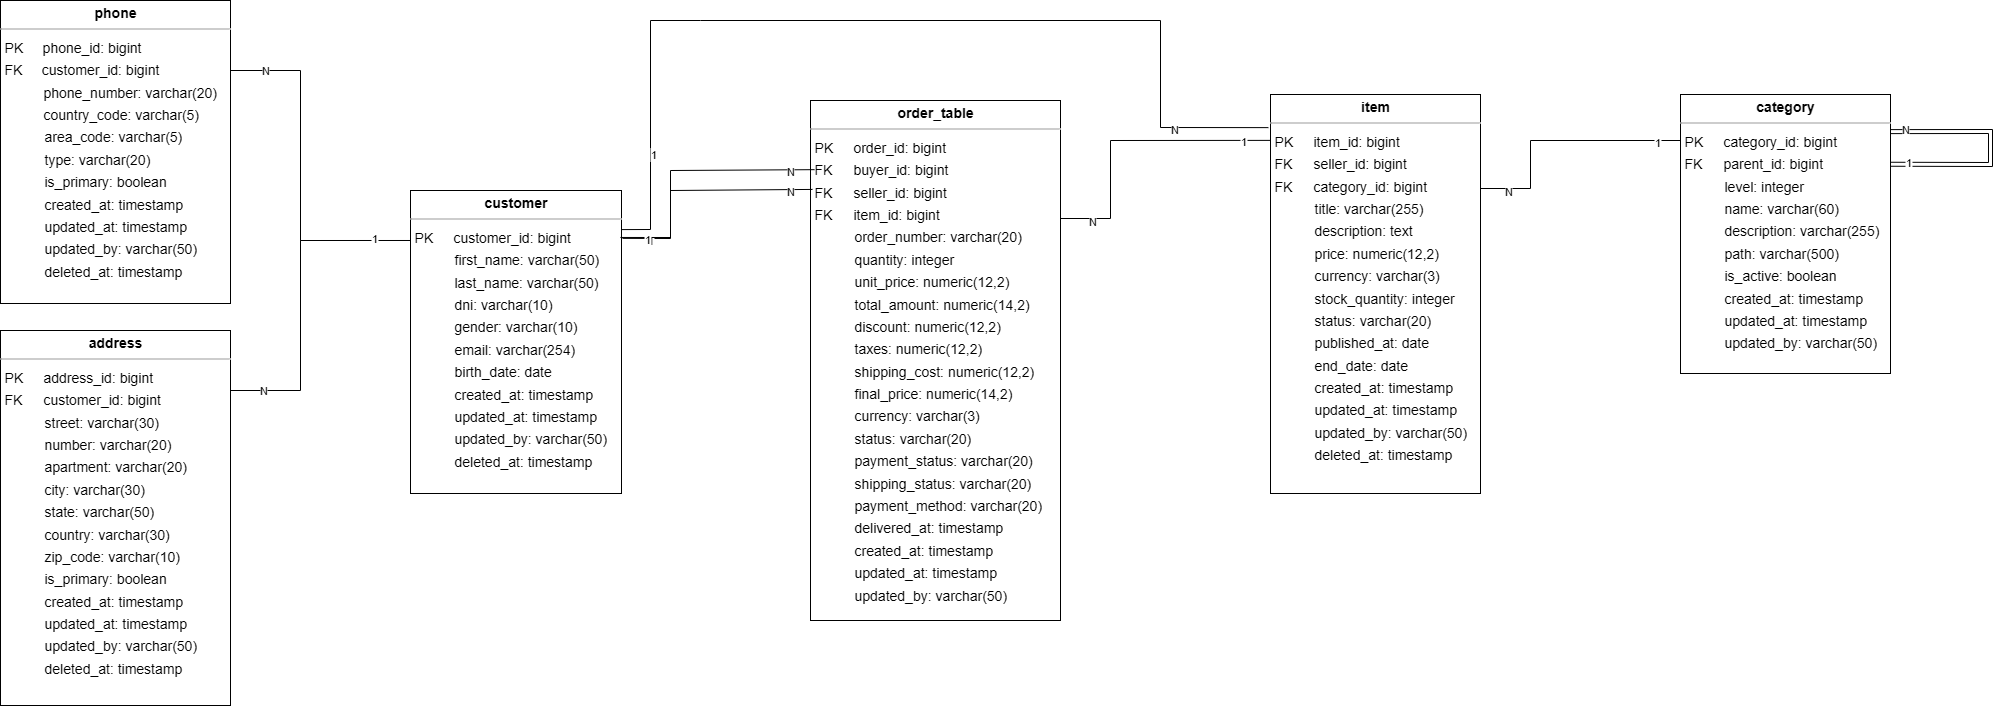 phone
PK phone_id: bigint
FK customer_id: bigint
phone_number: varchar(20)
country_code: varchar(5)
area_code: varchar(5)
type: varchar(20)
is_primary: boolean
created_at: timestamp
updated_at: timestamp
updated_by: varchar(50)
deleted_at: timestamp
N
address
PK address_id: bigint
FK customer_id: bigint
street: varchar(30)
number: varchar(20)
apartment: varchar(20)
city: varchar(30)
state: varchar(50)
country: varchar(30)
zip_code: varchar(10)
is_primary: boolean
created_at: timestamp
updated_at: timestamp
updated_by: varchar(50)
deleted_at: timestamp
N
1
customer
PK customer_id: bigint
first_name: varchar(50)
last_name: varchar(50)
dni: varchar(10)
gender: varchar(10)
email: varchar(254)
birth_date: date
created_at: timestamp
updated_at: timestamp
updated_by: varchar(50)
deleted_at: timestamp
1
1
N
N
order_table
PK order_id: bigint
FK buyer_id: bigint
FK seller_id: bigint
FK item_id: bigint
order_number: varchar(20)
quantity: integer
unit_price: numeric(12,2)
total_amount: numeric(14,2)
discount: numeric(12,2)
taxes: numeric(12,2)
shipping_cost: numeric(12,2)
final_price: numeric(14,2)
currency: varchar(3)
status: varchar(20)
payment_status: varchar(20)
shipping_status: varchar(20)
payment_method: varchar(20)
delivered_at: timestamp
created_at: timestamp
updated_at: timestamp
updated_by: varchar(50)
N
N
1
item
PK item_id: bigint
FK seller_id: bigint
FK category_id: bigint
title: varchar(255)
description: text
price: numeric(12,2)
currency: varchar(3)
stock_quantity: integer
status: varchar(20)
published_at: date
end_date: date
created_at: timestamp
updated_at: timestamp
updated_by: varchar(50)
deleted_at: timestamp
N
1
category
PK category_id: bigint
FK parent_id: bigint
level: integer
name: varchar(60)
description: varchar(255)
path: varchar(500)
is_active: boolean
created_at: timestamp
updated_at: timestamp
updated_by: varchar(50)
N
1